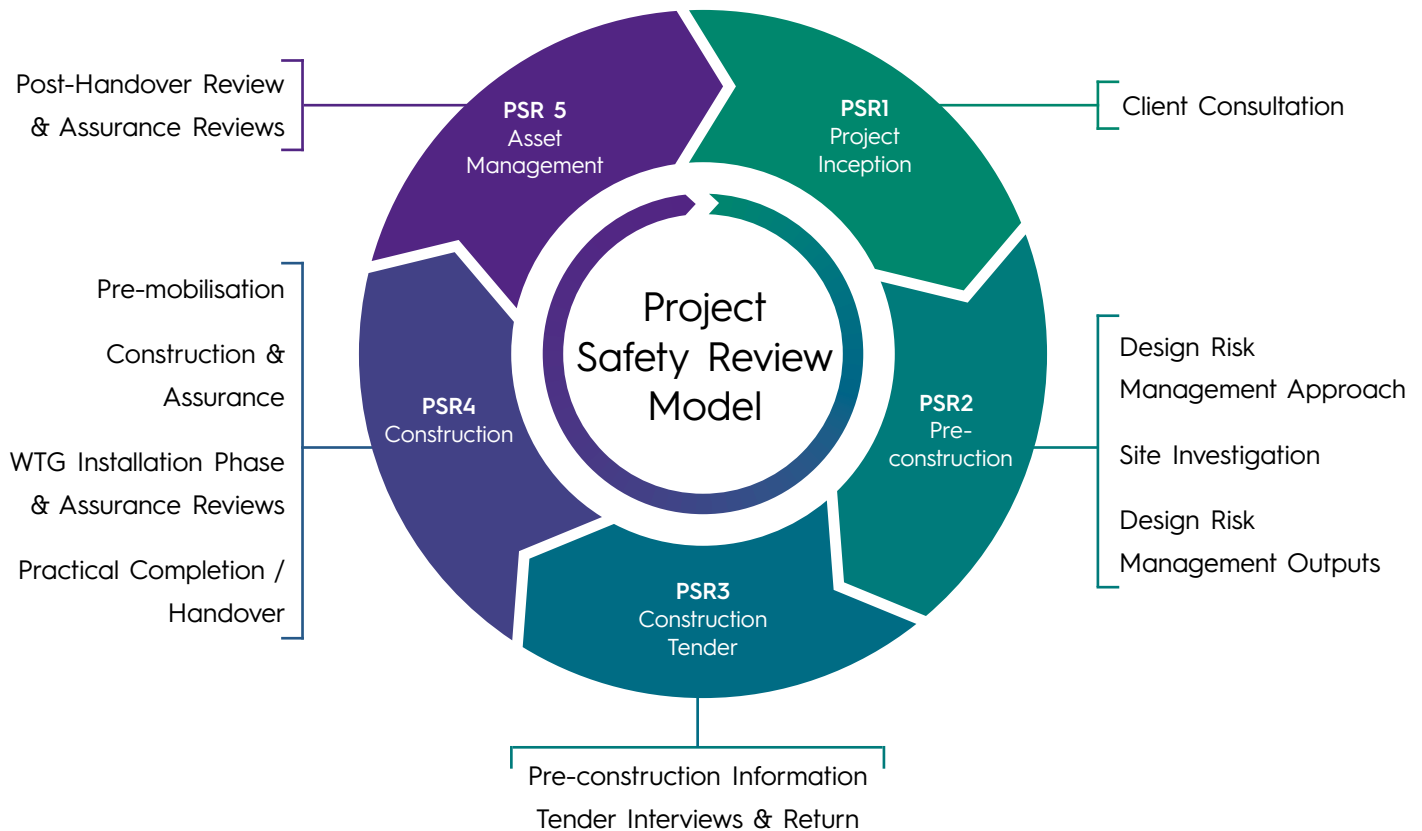 Project
Safety Review
Model
PSR1
Project
Inception
Client Consultation
PSR2
Pre-
construction
Design Risk
Management Approach
Site Investigation
Design Risk
Management Outputs
PSR3
Construction
Tender
Pre-construction Information
Tender Interviews & Return
PSR4
Construction
Pre-mobilisation
Construction &
Assurance
WTG Installation Phase
& Assurance Reviews
Practical Completion /
Handover
PSR 5
Asset
Management
Post-Handover Review
& Assurance Reviews